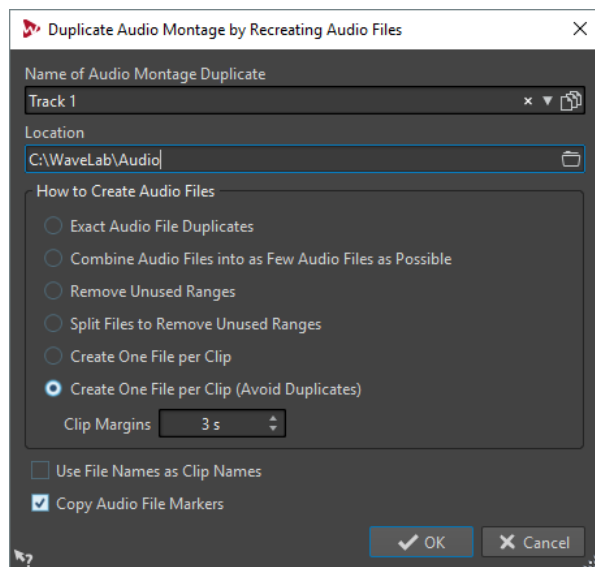 Duplicate Audio Montage by Recreating Audio Files
Name of Audio Montage Duplicate
Track 1
Location
C:\WaveLab\Audio
How to Create Audio Files
Exact Audio File Duplicates
Combine Audio Files into as Few Audio Files as Possible
Remove Unused Ranges
Split Files to Remove Unused Ranges
Create One File per Clip
Create One File per Clip (Avoid Duplicates)
Clip Margins 3 s
Use File Names as Clip Names
Copy Audio File Markers
OK Cancel
?